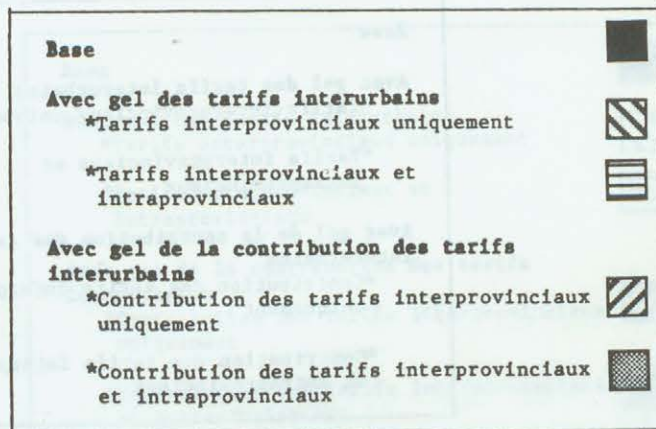 Base
Avec gel des tarifs interurbains
*Tarifs interprovinciaux uniquement
*Tarifs interprovinciaux et
intraprovinciaux
Avec gel de la contribution des tarifs
interurbains
*Contribution des tarifs interprovinciaux
uniquement
*Contribution des tarifs interprovinciaux
et intraprovinciaux